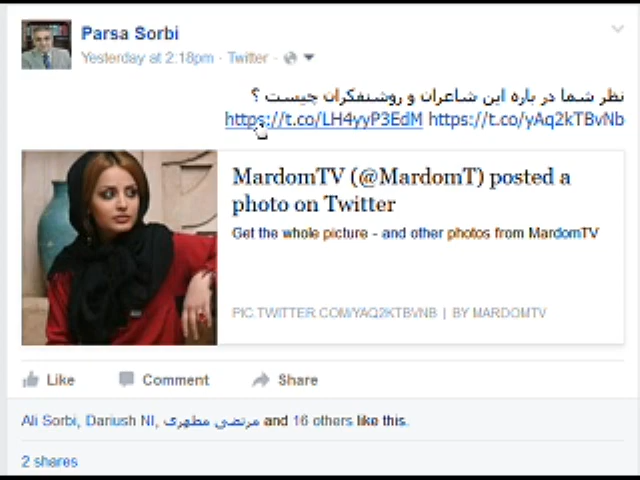 Parsa Sorbi
Yesterday at 2:18pm · Twitter ·
نظر شما در باره این شاعران و روشنفکران چیست ؟
https://t.co/LH4yyP3EdM https://t.co/yAq2kTBvNb
MardomTV (@MardomT) posted a
photo on Twitter
Get the whole picture - and other photos from MardomTV
PIC.TWITTER.COM/YAQ2KTBVNB | BY MARDOMTV
Like Comment Share
Ali Sorbi, Dariush NI, مرتضی مطهری and 16 others like this.
2 shares